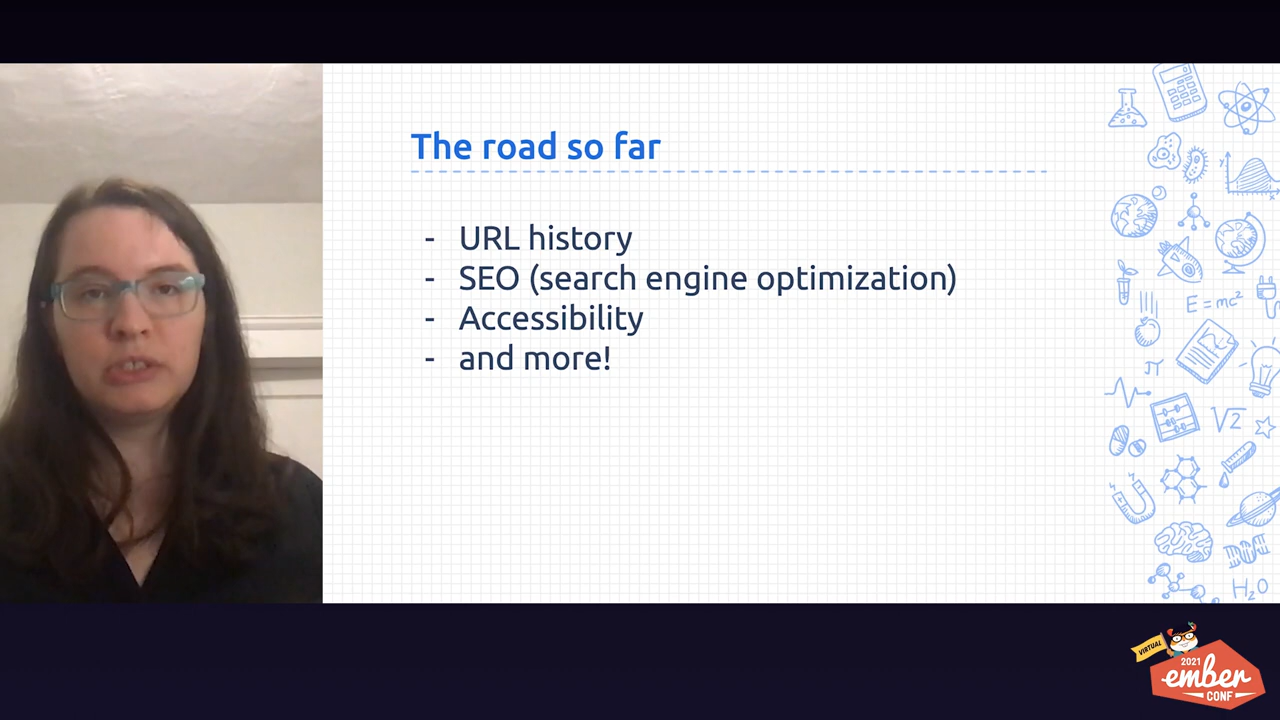 The road so far
- URL history
- SEO (search engine optimization)
- Accessibility
- and more!
y
x
E=mc²
π
√2
H₂O
VIRTUAL
2021
ember
CONF